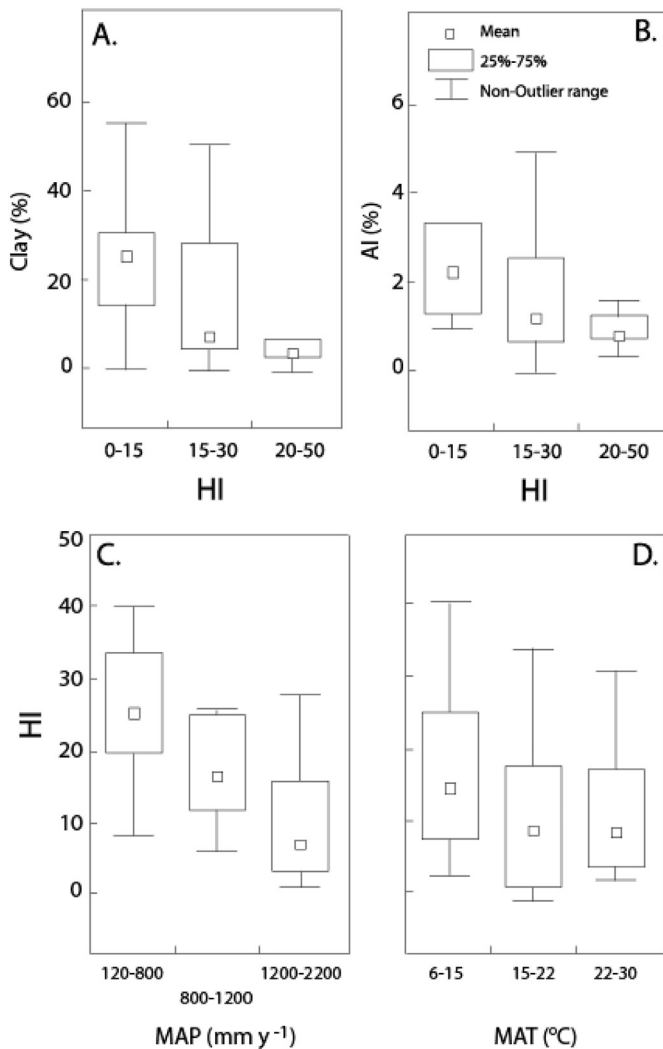 A.
B.
Mean
25%-75%
Non-Outlier range
Clay (%)
60
40
20
0
0-15 15-30 20-50
HI
Al (%)
6
4
2
0
0-15 15-30 20-50
HI
C.
D.
HI
50
40
30
20
10
0
120-800 1200-2200
800-1200
MAP (mm y⁻¹)
6-15 15-22 22-30
MAT (ºC)